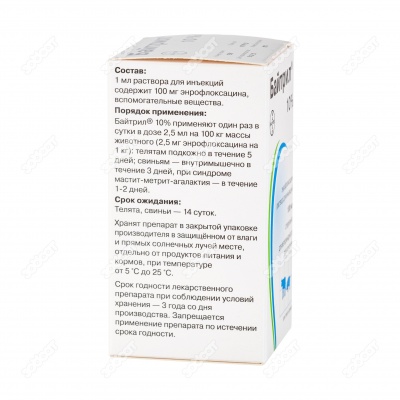 Состав:
1 мл раствора для инъекций
содержит 100 мг энрофлоксацина,
вспомогательные вещества.
Порядок применения:
Байтрил® 10% применяют один раз в
сутки в дозе 2,5 мл на 100 кг массы
животного (2,5 мг энрофлоксацина на
1 кг): телятам подкожно в течение 5
дней; свиньям — внутримышечно в
течение 3 дней, при синдроме
мастит-метрит-агалактия — в течение
1-2 дней.
Срок ожидания:
Телята, свиньи — 14 суток.
Хранят препарат в закрытой упаковке
производителя в защищённом от влаги
и прямых солнечных лучей месте,
отдельно от продуктов питания и
кормов, при температуре
от 5 °C до 25 °C.
Срок годности лекарственного
препарата при соблюдении условий
хранения — 3 года со дня
производства. Запрещается
применение препарата по истечении
срока годности.
Байтрил
10%